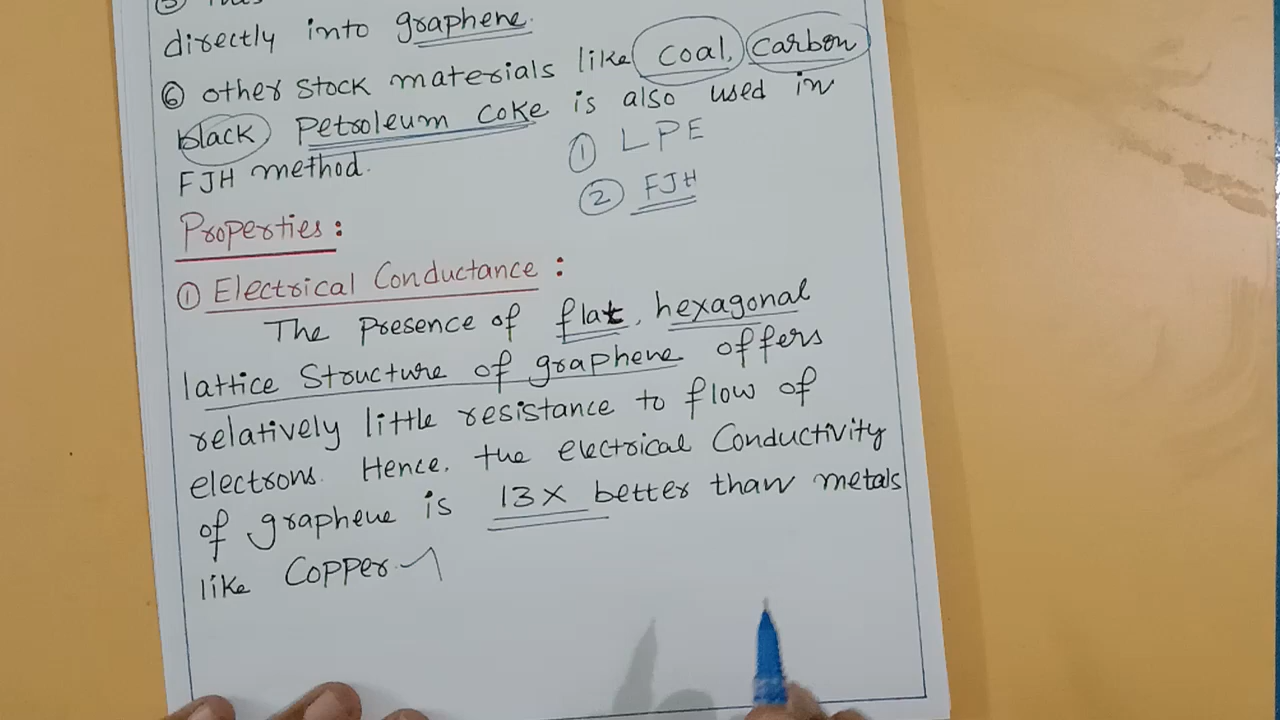 directly into graphene.
⑥ other stock materials like coal, carbon
black Petroleum coke is also used in
FJH method.
① LPE
② FJH
Properties:
① Electrical Conductance:
The presence of flat, hexagonal
lattice structure of graphene offers
relatively little resistance to flow of
electrons. Hence, the electrical Conductivity
of graphene is 13X better than metals
like Copper